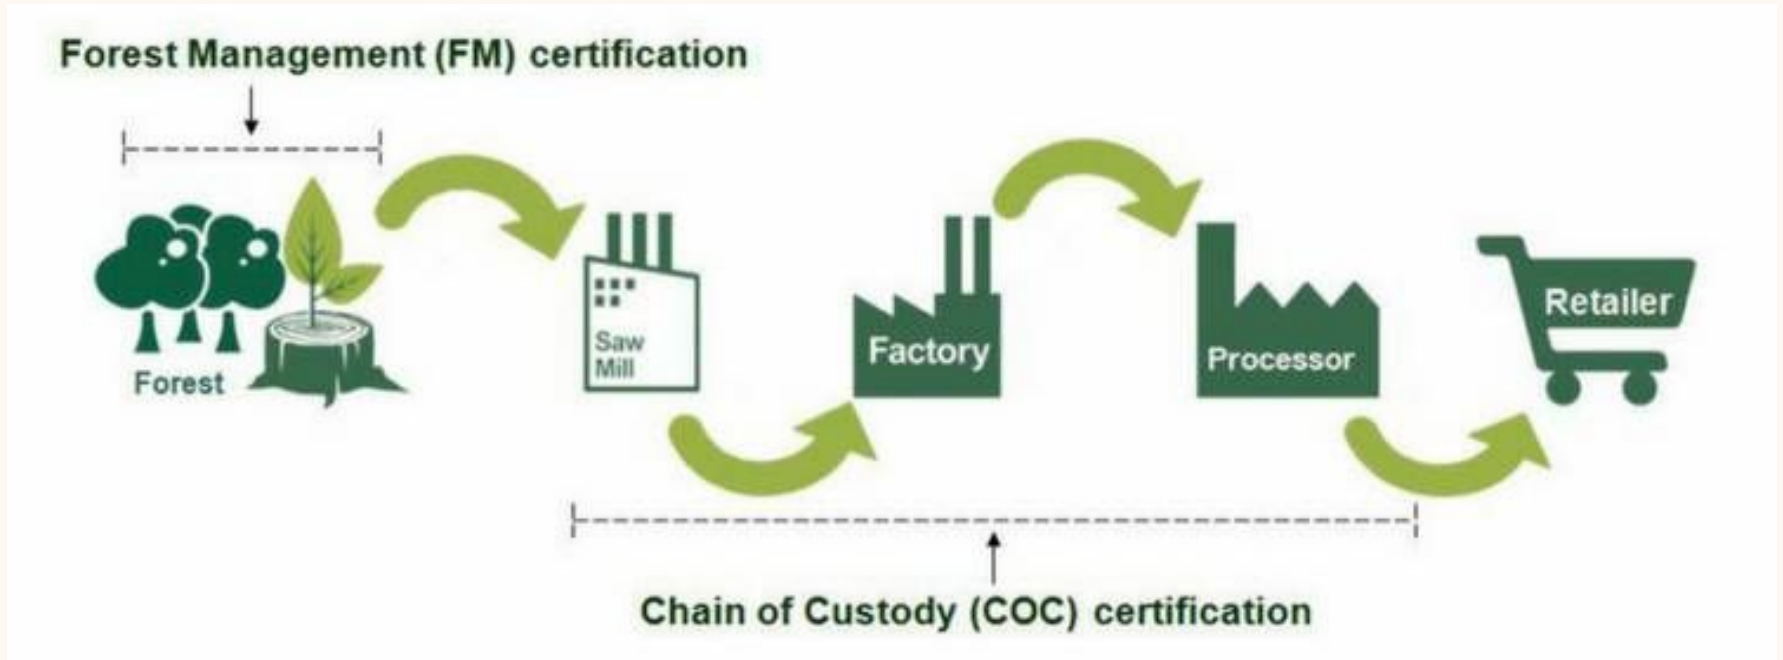 Forest Management (FM) certification
Forest
Saw
Mill
Factory
Processor
Retailer
Chain of Custody (COC) certification